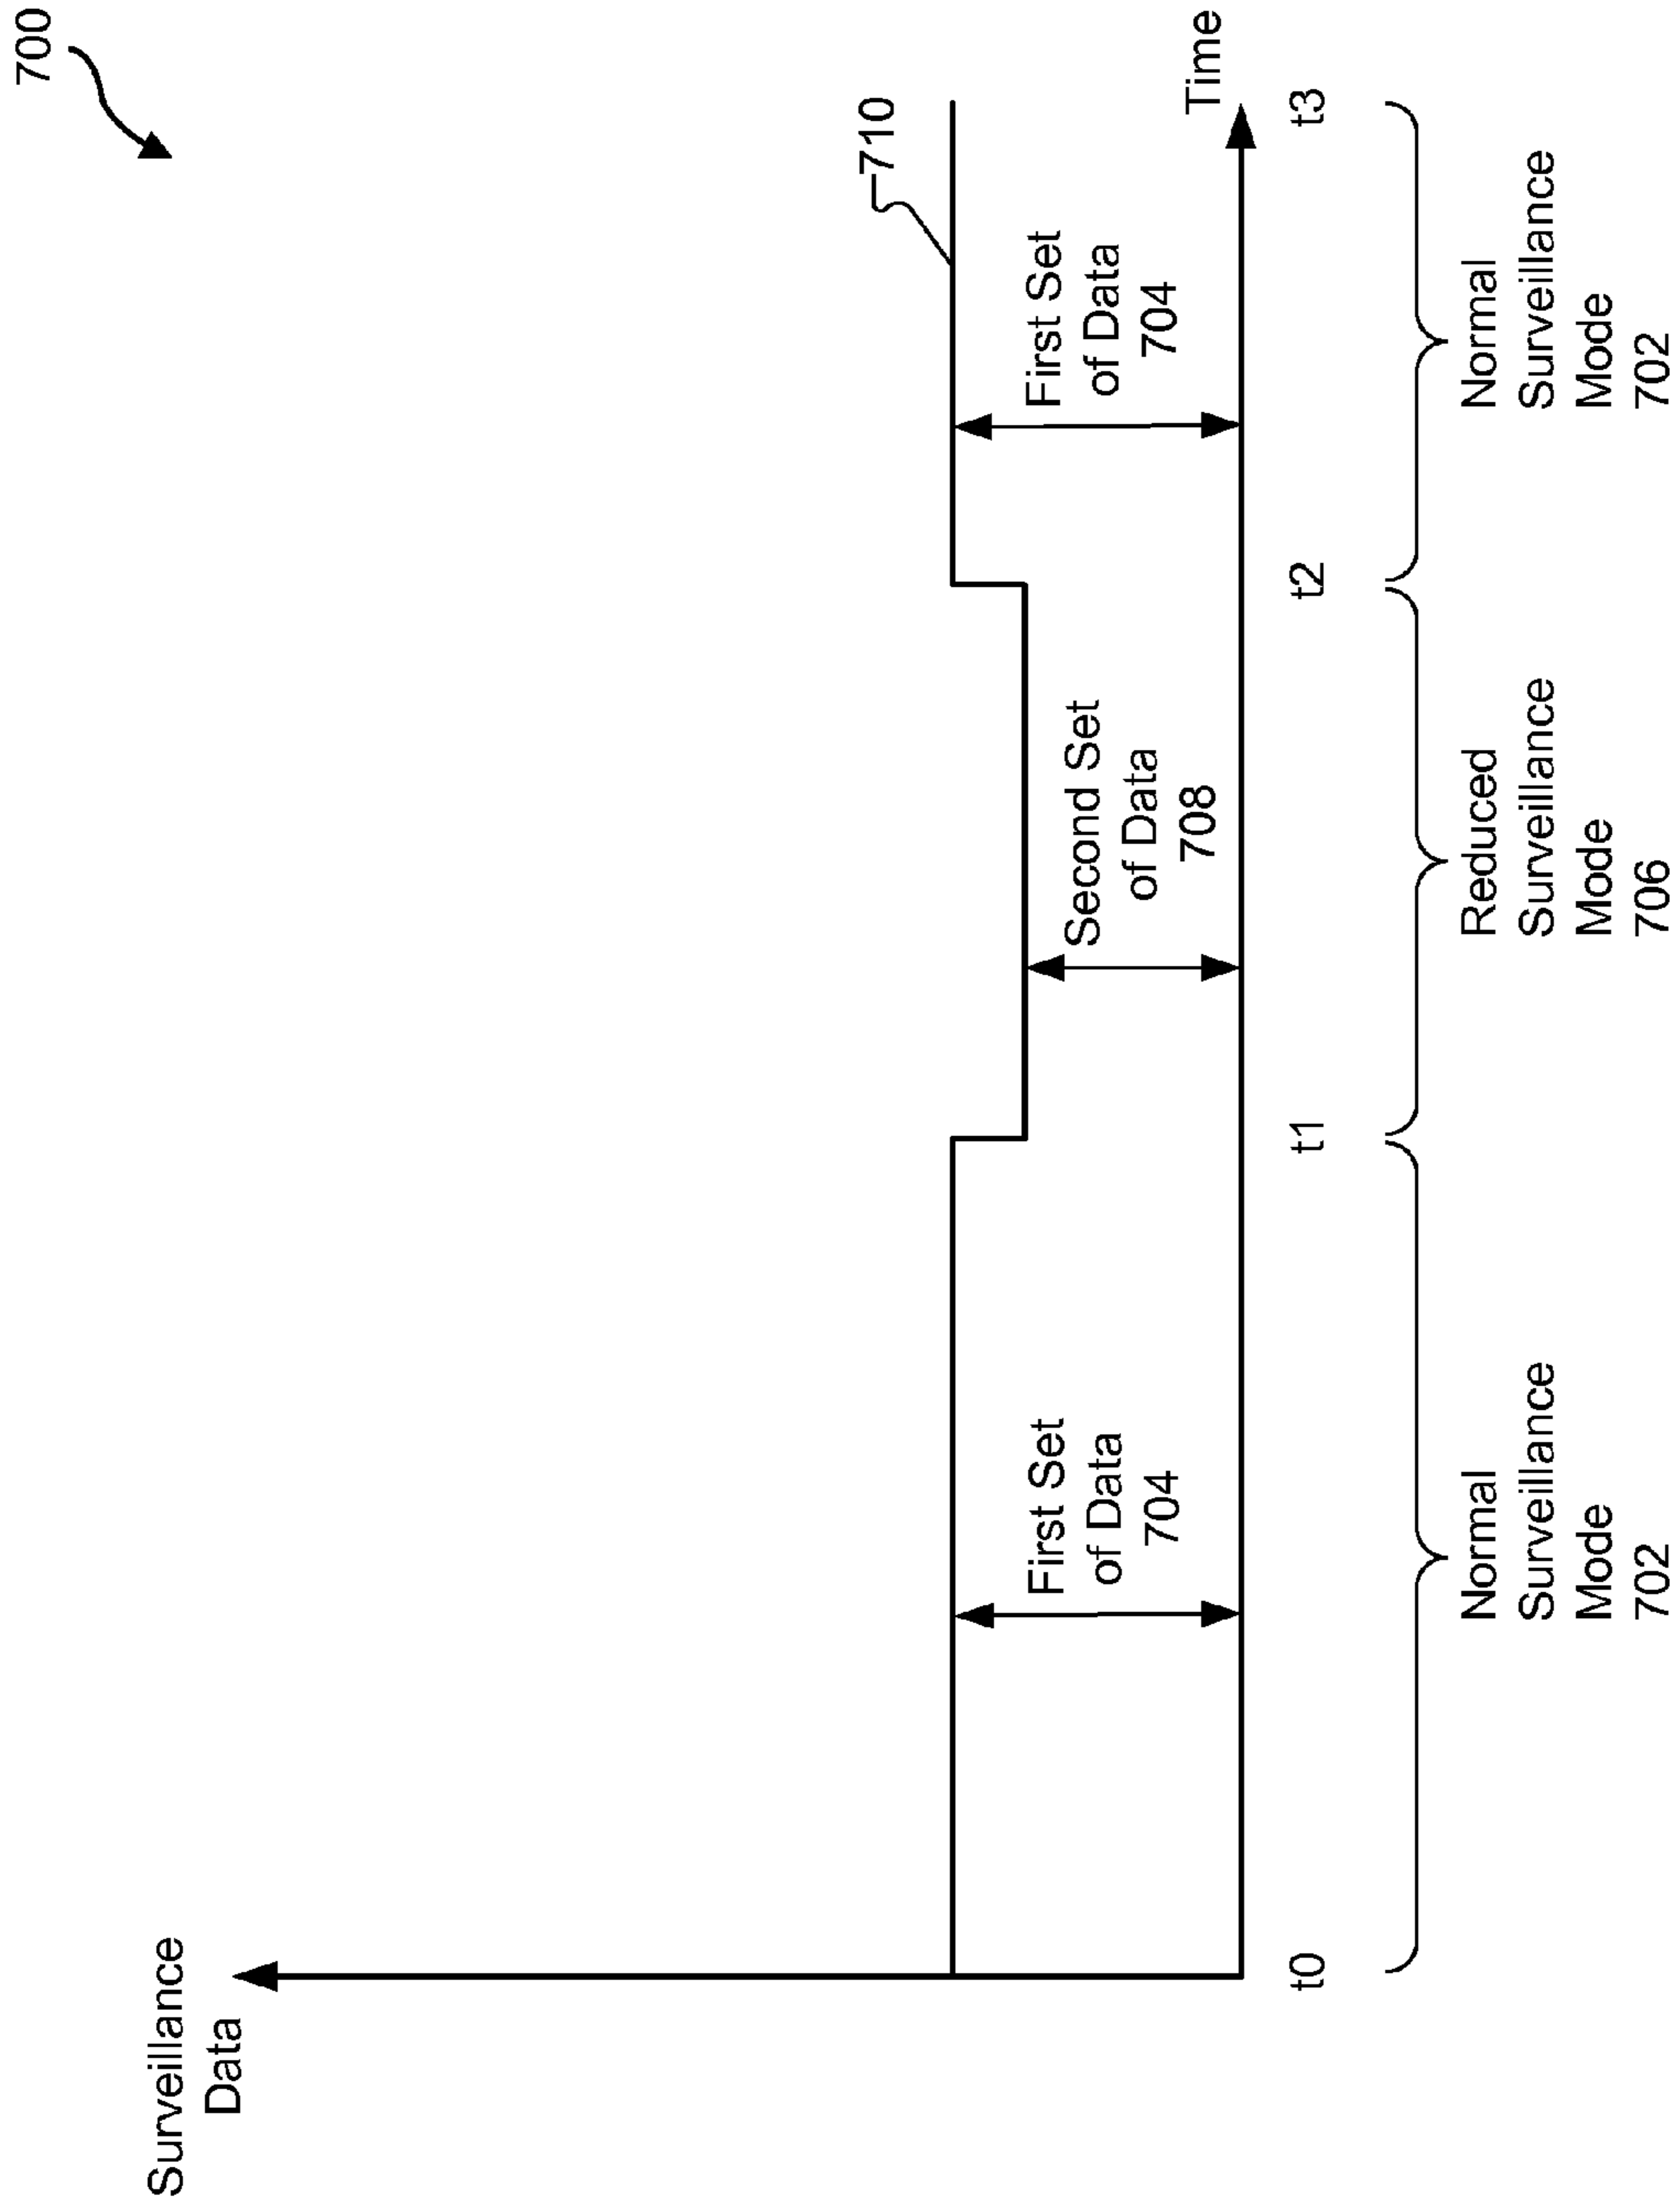 700
Surveillance
Data
710
Time
First Set
of Data
704
Second Set
of Data
708
First Set
of Data
704
t0
t1
t2
t3
Normal
Surveillance
Mode
702
Reduced
Surveillance
Mode
706
Normal
Surveillance
Mode
702